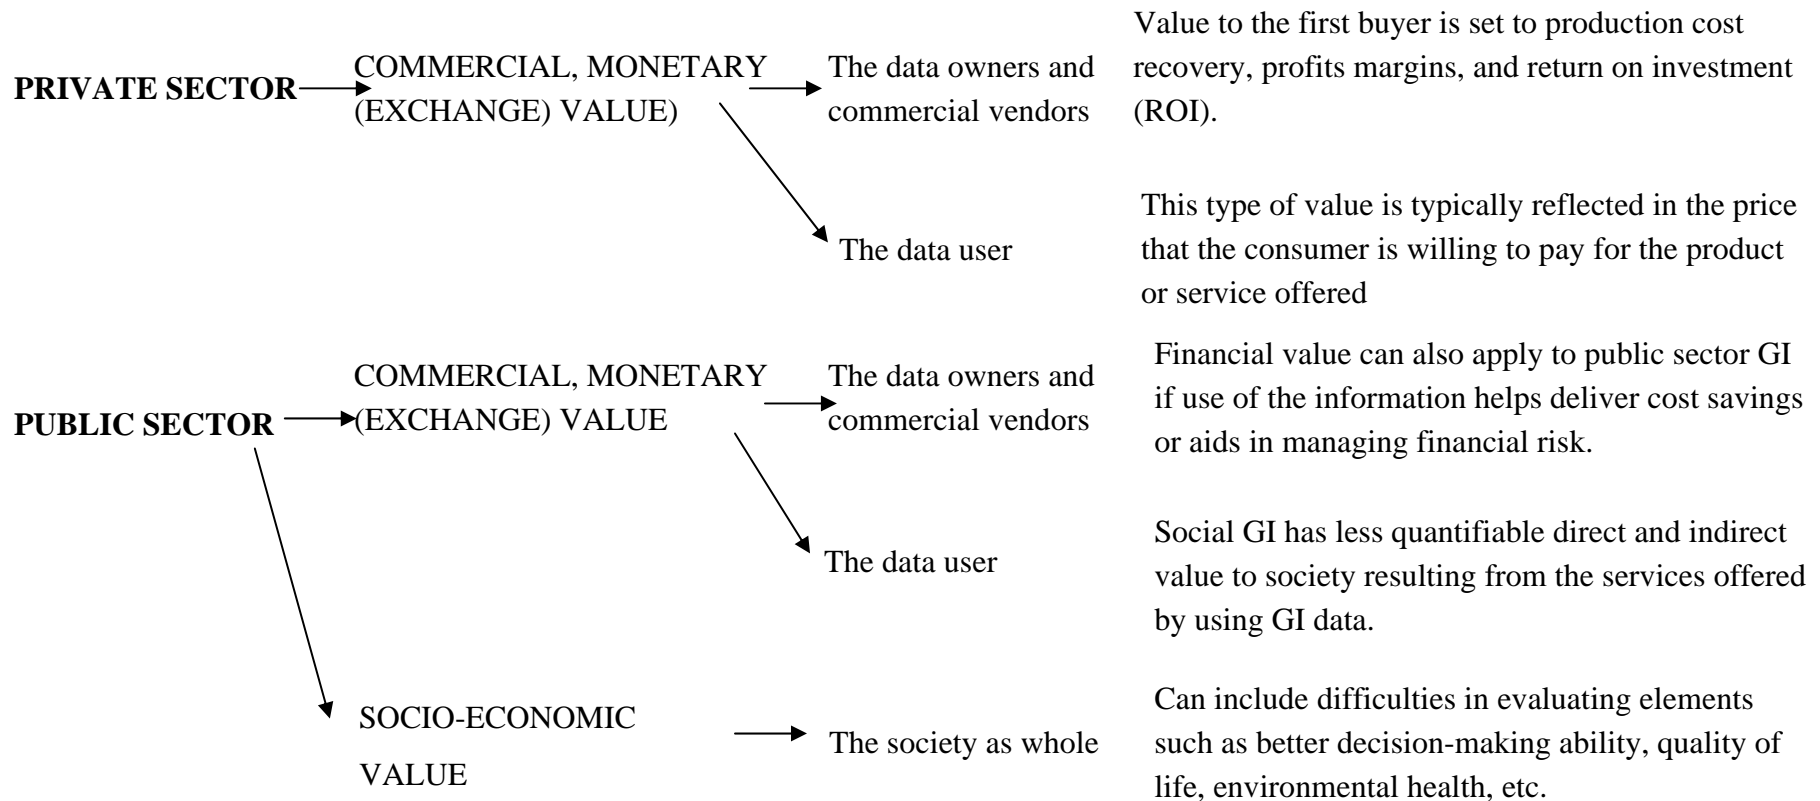 Value to the first buyer is set to production cost
recovery, profits margins, and return on investment
(ROI).
PRIVATE SECTOR
COMMERCIAL, MONETARY
(EXCHANGE) VALUE)
The data owners and
commercial vendors
The data user
This type of value is typically reflected in the price
that the consumer is willing to pay for the product
or service offered
PUBLIC SECTOR
COMMERCIAL, MONETARY
(EXCHANGE) VALUE
The data owners and
commercial vendors
Financial value can also apply to public sector GI
if use of the information helps deliver cost savings
or aids in managing financial risk.
The data user
Social GI has less quantifiable direct and indirect
value to society resulting from the services offered
by using GI data.
SOCIO-ECONOMIC
VALUE
The society as whole
Can include difficulties in evaluating elements
such as better decision-making ability, quality of
life, environmental health, etc.